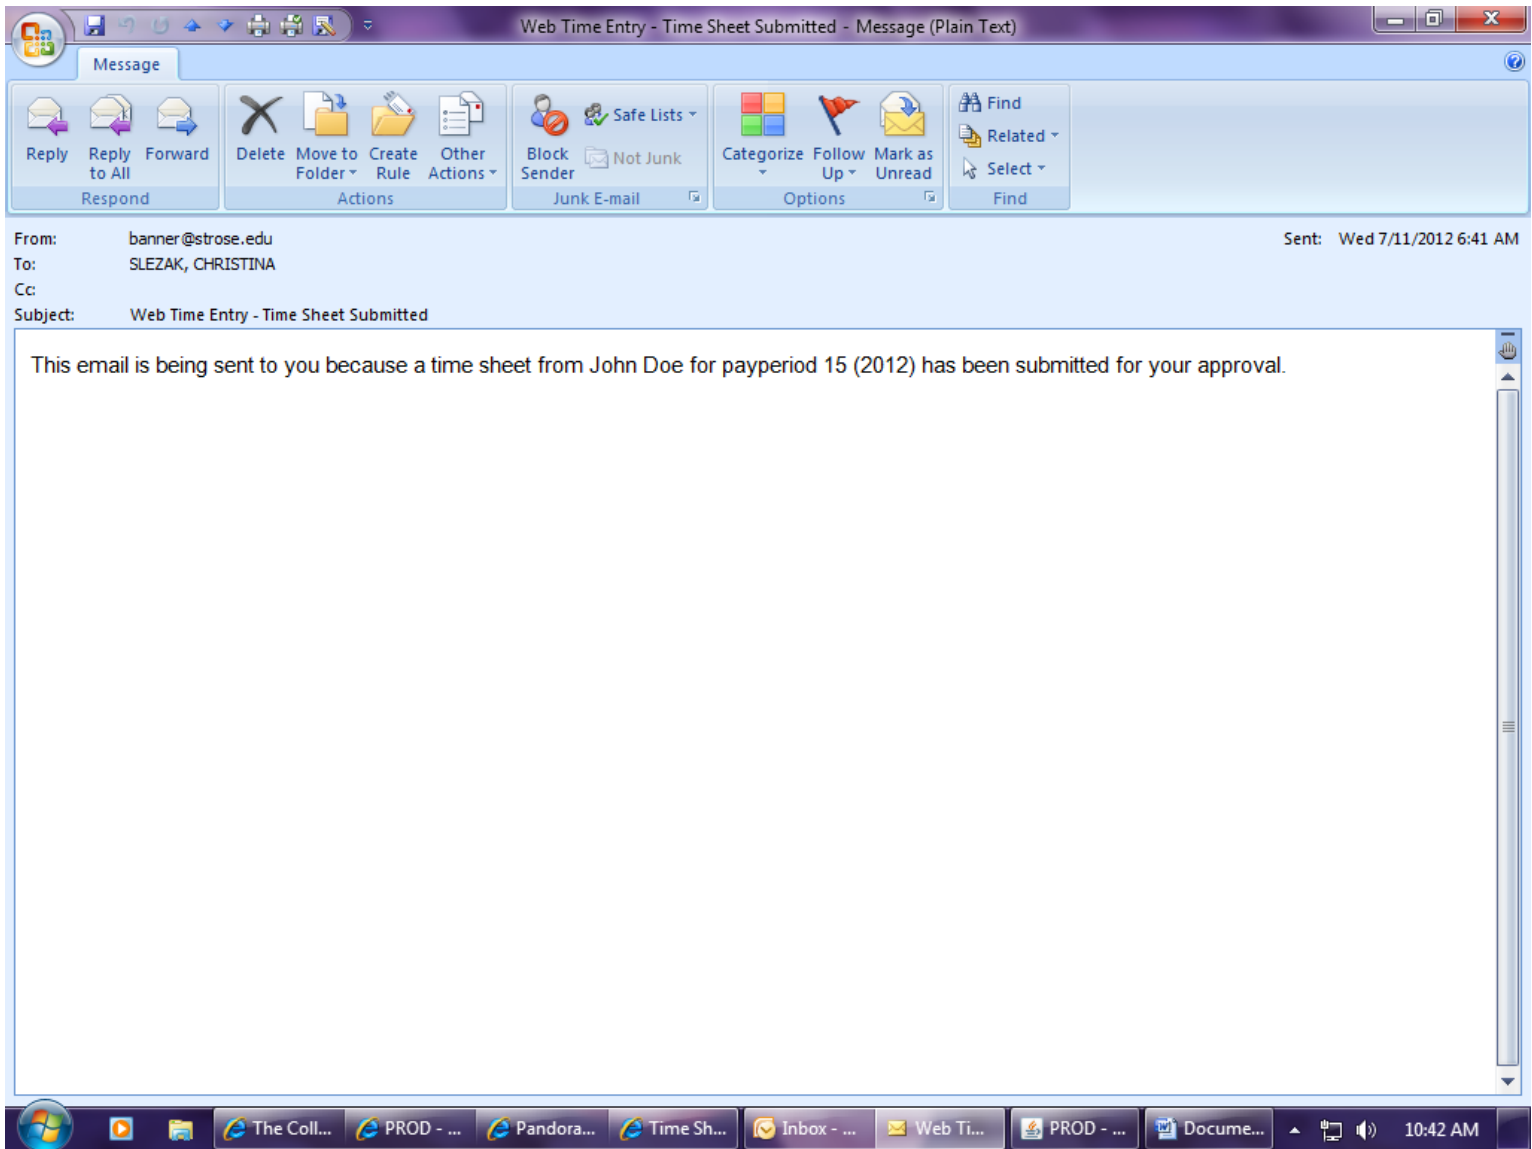 Web Time Entry - Time Sheet Submitted - Message (Plain Text)
Message
Reply
Reply to All
Forward
Respond
Delete
Move to Folder
Create Rule
Other Actions
Actions
Block Sender
Safe Lists
Not Junk
Junk E-mail
Categorize
Follow Up
Mark as Unread
Options
Find
Related
Select
Find
From: banner@strose.edu
Sent: Wed 7/11/2012 6:41 AM
To: SLEZAK, CHRISTINA
Cc:
Subject: Web Time Entry - Time Sheet Submitted
This email is being sent to you because a time sheet from John Doe for payperiod 15 (2012) has been submitted for your approval.
The Coll...
PROD - ...
Pandora...
Time Sh...
Inbox - ...
Web Ti...
PROD - ...
Docume...
10:42 AM